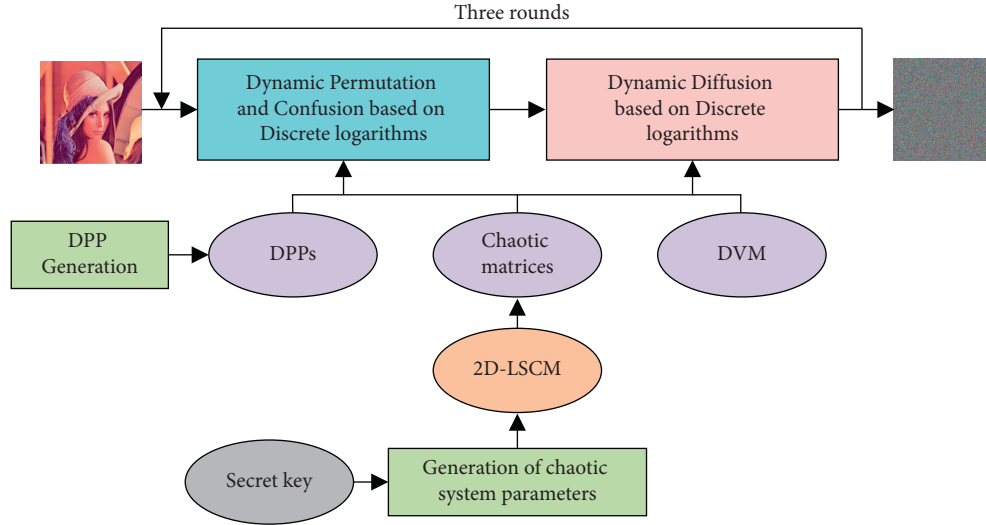 Three rounds
Dynamic Permutation
and Confusion based on
Discrete logarithms
Dynamic Diffusion
based on Discrete
logarithms
DPP
Generation
DPPs
Chaotic
matrices
DVM
2D-LSCM
Secret key
Generation of chaotic
system parameters